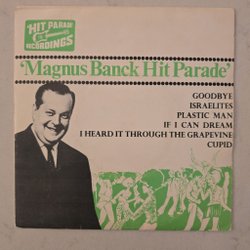 'HIT PARADE'
RECORDINGS
'Magnus Banck Hit Parade'
GOODBYE
ISRAELITES
PLASTIC MAN
IF I CAN DREAM
I HEARD IT THROUGH THE GRAPEVINE
CUPID